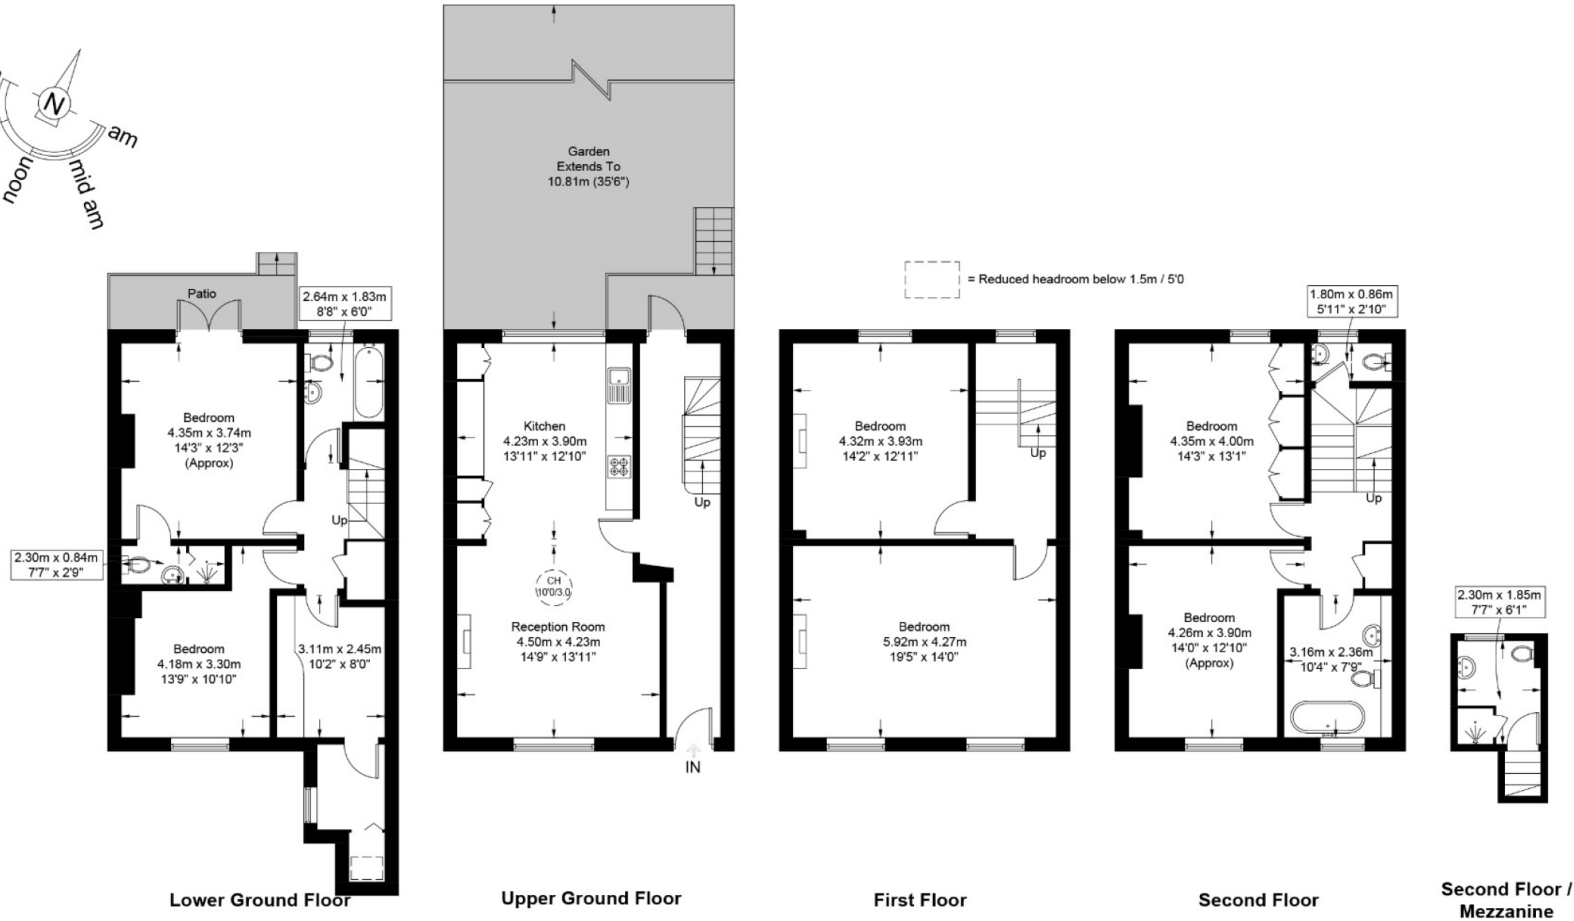 N
am
mid am
noon
Patio
2.64m x 1.83m
8'8" x 6'0"
Bedroom
4.35m x 3.74m
14'3" x 12'3"
(Approx)
Up
2.30m x 0.84m
7'7" x 2'9"
Bedroom
4.18m x 3.30m
13'9" x 10'10"
3.11m x 2.45m
10'2" x 8'0"
Lower Ground Floor
Garden
Extends To
10.81m (35'6")
Kitchen
4.23m x 3.90m
13'11" x 12'10"
Up
CH
10'0/3.0
Reception Room
4.50m x 4.23m
14'9" x 13'11"
IN
Upper Ground Floor
= Reduced headroom below 1.5m / 5'0
Bedroom
4.32m x 3.93m
14'2" x 12'11"
Up
Bedroom
5.92m x 4.27m
19'5" x 14'0"
First Floor
1.80m x 0.86m
5'11" x 2'10"
Bedroom
4.35m x 4.00m
14'3" x 13'1"
Up
Bedroom
4.26m x 3.90m
14'0" x 12'10"
(Approx)
3.16m x 2.36m
10'4" x 7'9"
Second Floor
2.30m x 1.85m
7'7" x 6'1"
Second Floor /
Mezzanine